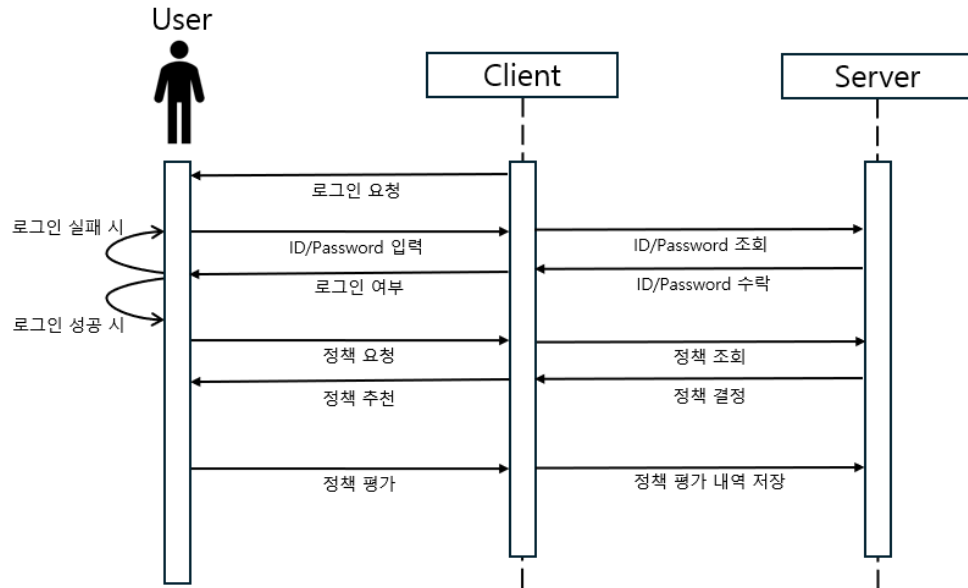 User
Client
Server
로그인 요청
로그인 실패 시
ID/Password 입력
ID/Password 조회
로그인 여부
ID/Password 수락
로그인 성공 시
정책 요청
정책 조회
정책 추천
정책 결정
정책 평가
정책 평가 내역 저장